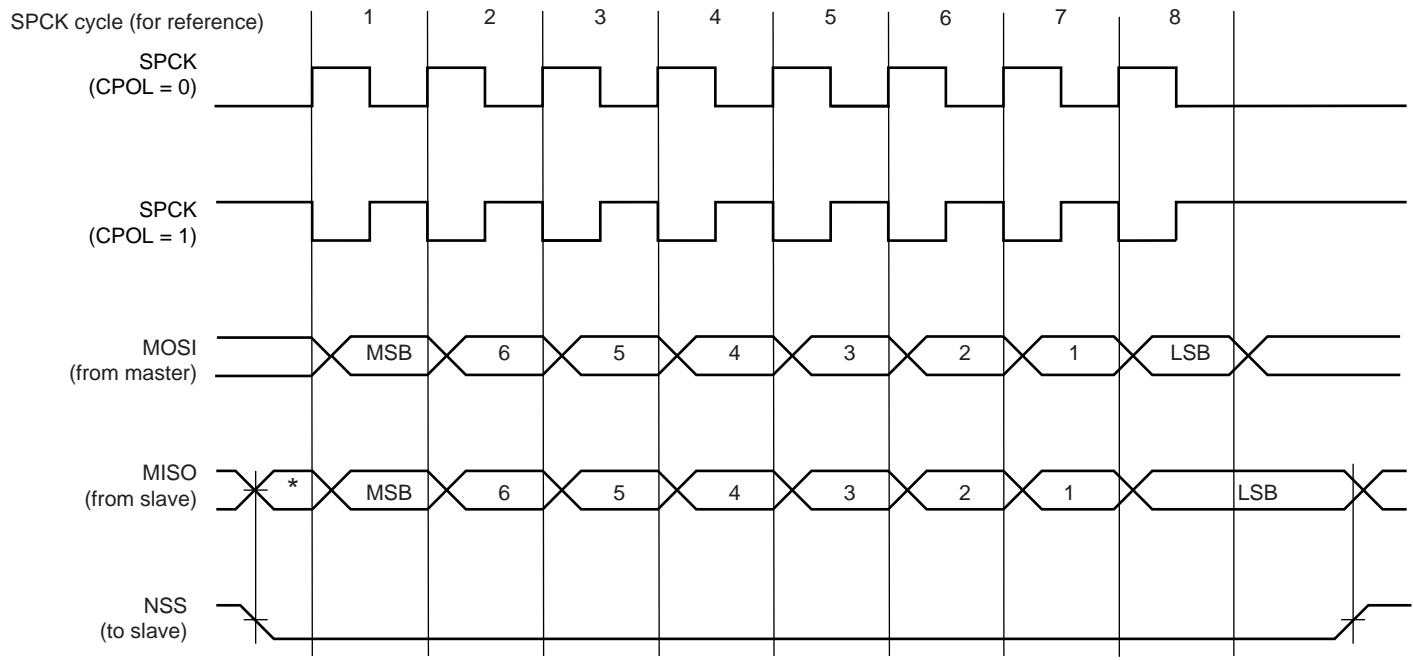 SPCK cycle (for reference) 1 2 3 4 5 6 7 8
SPCK
(CPOL = 0)
SPCK
(CPOL = 1)
MOSI
(from master)
MSB 6 5 4 3 2 1 LSB
MISO
(from slave)
* MSB 6 5 4 3 2 1 LSB
NSS
(to slave)